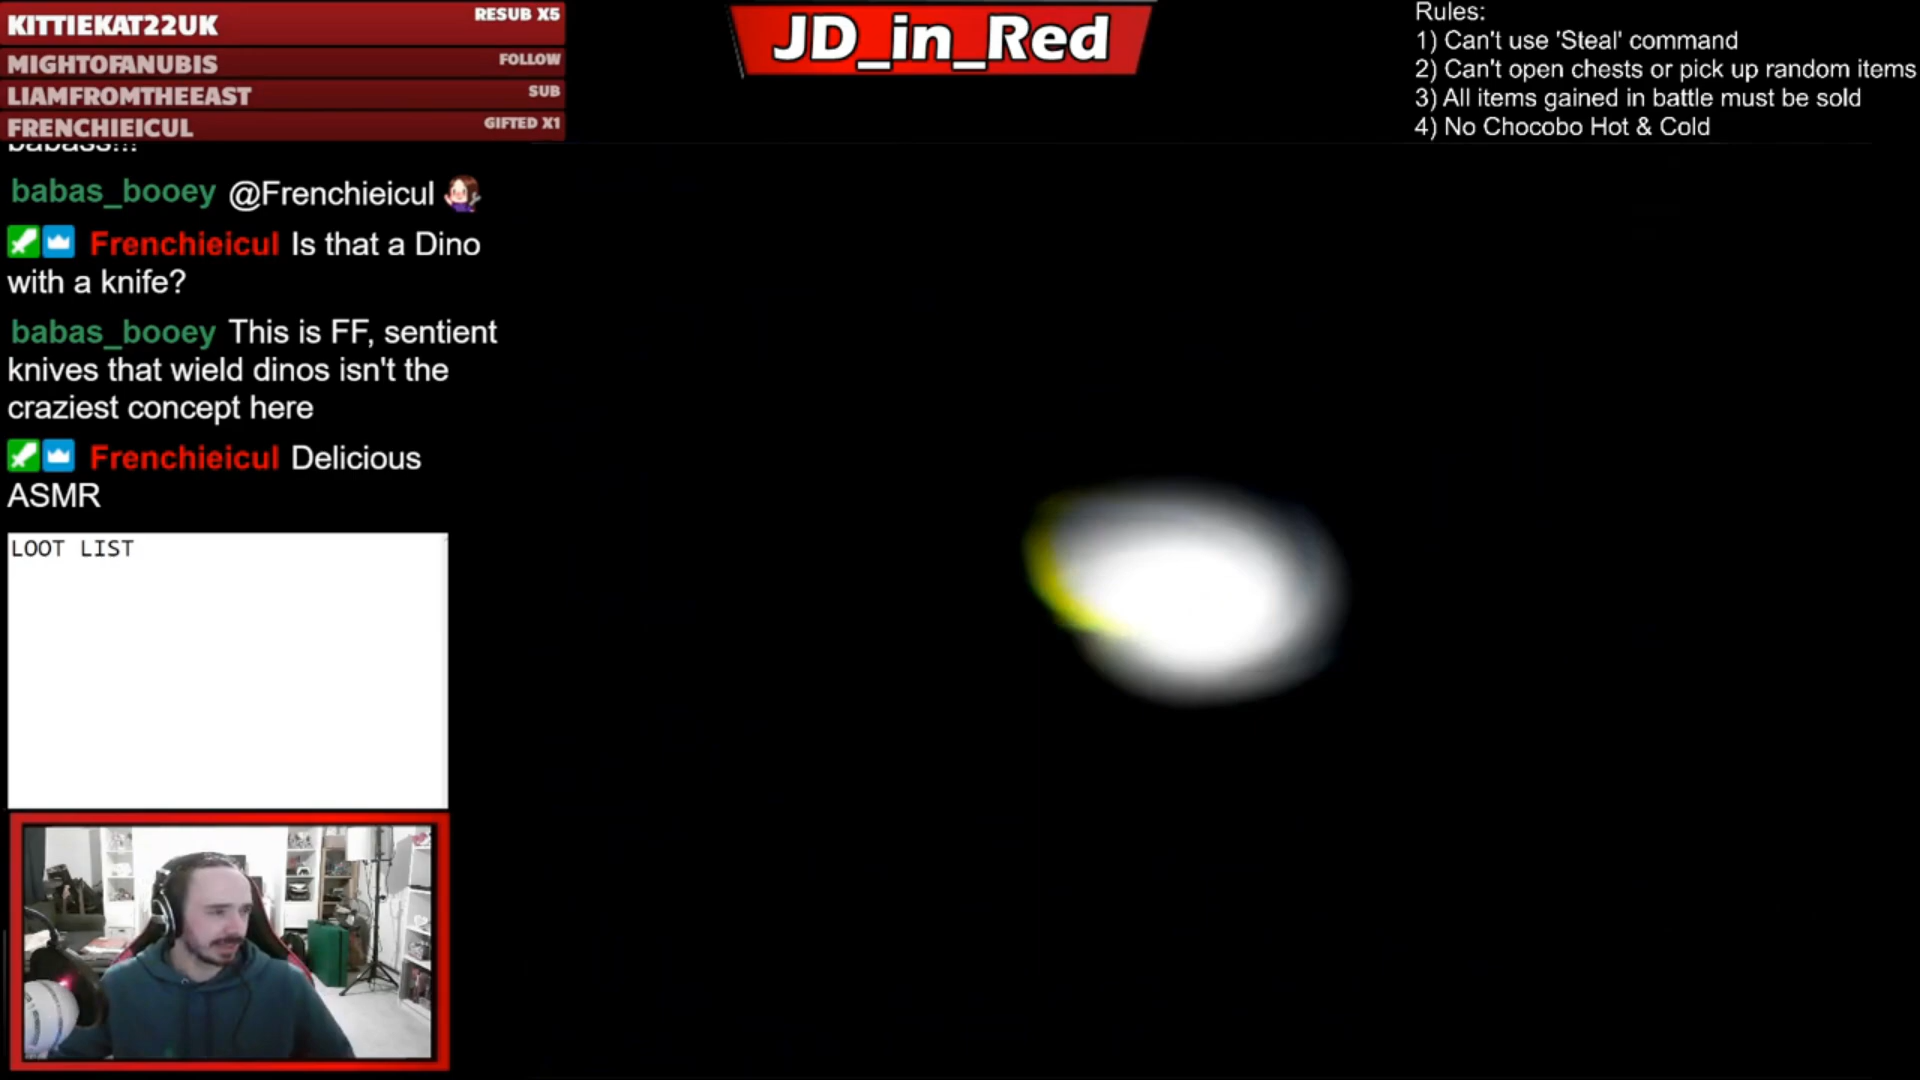 KITTIEKAT22UK RESUB X5
MIGHTOFANUBIS FOLLOW
LIAMFROMTHEEAST SUB
FRENCHIEICUL GIFTED X1
JD_in_Red
Rules:
1) Can't use 'Steal' command
2) Can't open chests or pick up random items
3) All items gained in battle must be sold
4) No Chocobo Hot & Cold
babass!!!
babas_booey @Frenchieicul
Frenchieicul Is that a Dino
with a knife?
babas_booey This is FF, sentient
knives that wield dinos isn't the
craziest concept here
Frenchieicul Delicious
ASMR
LOOT LIST